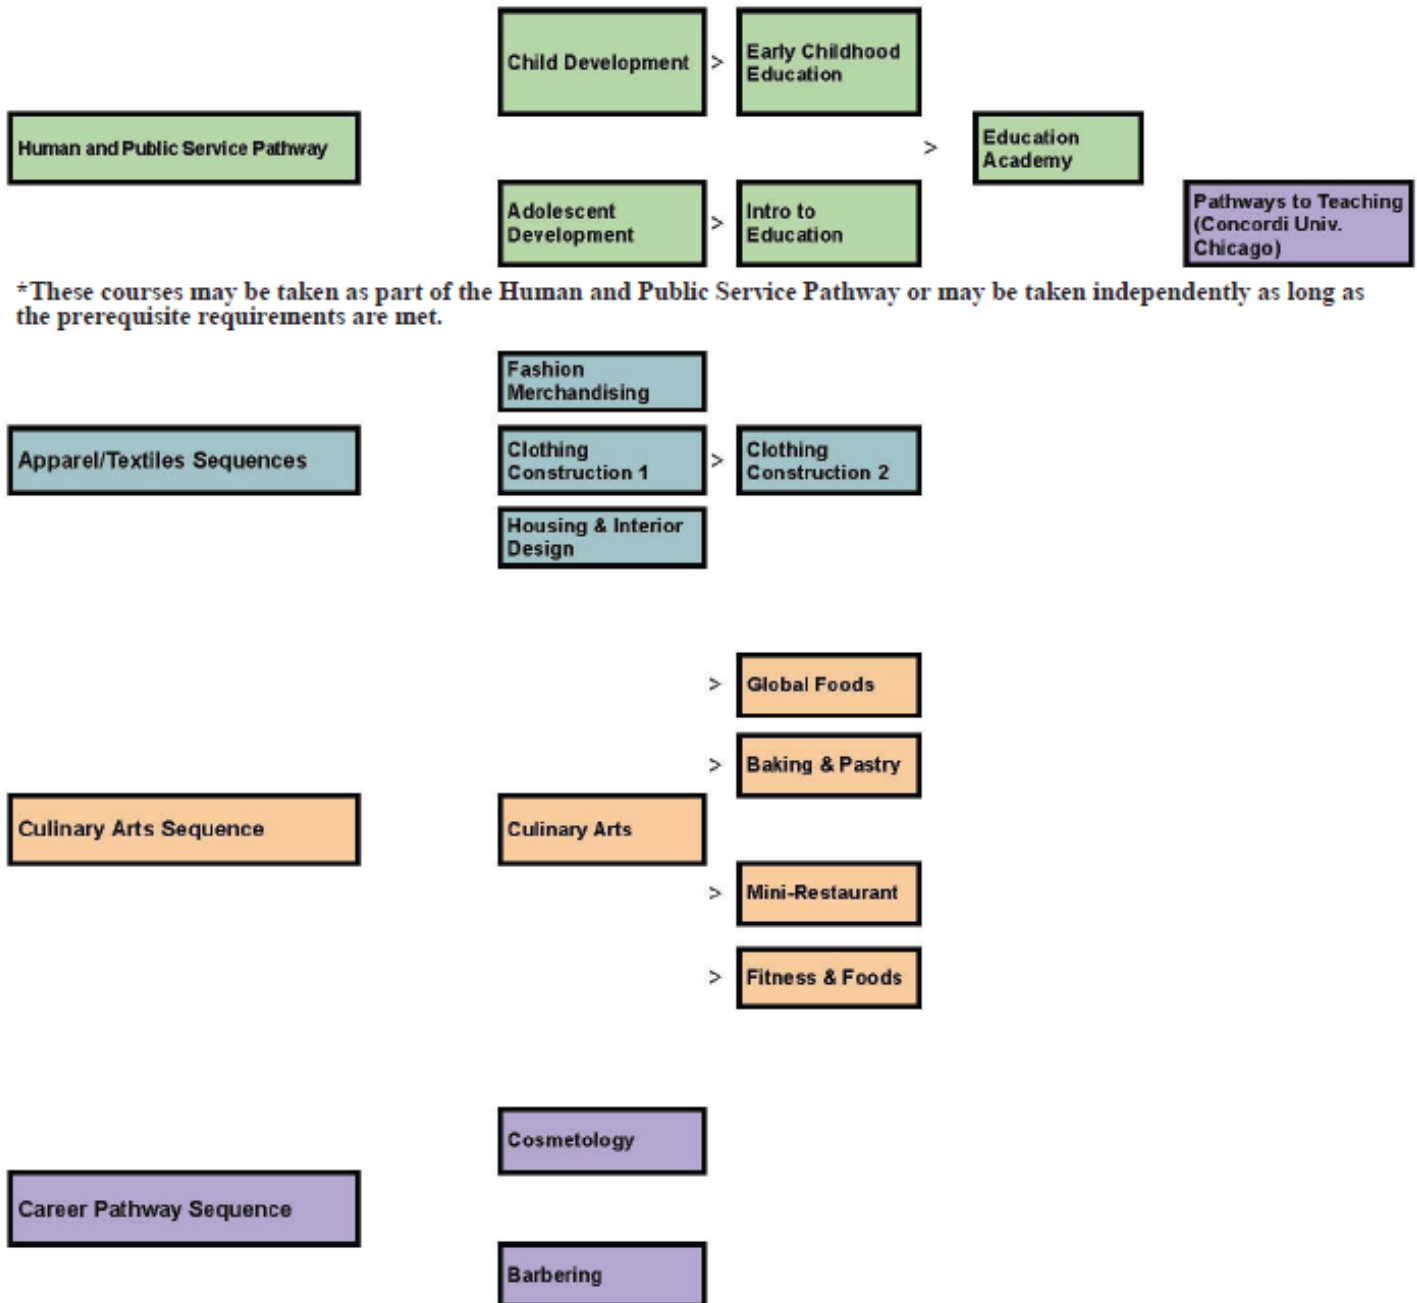 Child Development
>
Early Childhood
Education
Human and Public Service Pathway
>
Education
Academy
Adolescent
Development
>
Intro to
Education
Pathways to Teaching
(Concordi Univ.
Chicago)
*These courses may be taken as part of the Human and Public Service Pathway or may be taken independently as long as
the prerequisite requirements are met.
Fashion
Merchandising
Apparel/Textiles Sequences
Clothing
Construction 1
>
Clothing
Construction 2
Housing & Interior
Design
>
Global Foods
>
Baking & Pastry
Culinary Arts Sequence
Culinary Arts
>
Mini-Restaurant
>
Fitness & Foods
Cosmetology
Career Pathway Sequence
Barbering